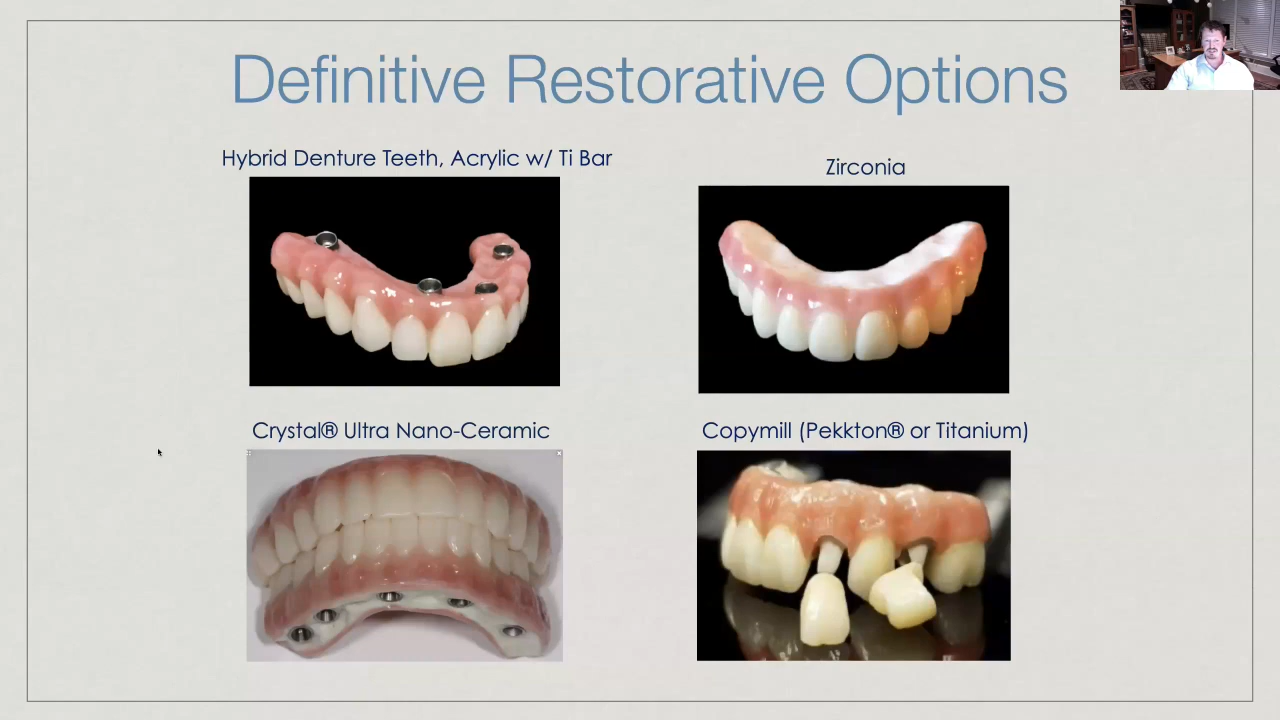 Definitive Restorative Options
Hybrid Denture Teeth, Acrylic w/ Ti Bar
Zirconia
Crystal® Ultra Nano-Ceramic
Copymill (Pekkton® or Titanium)